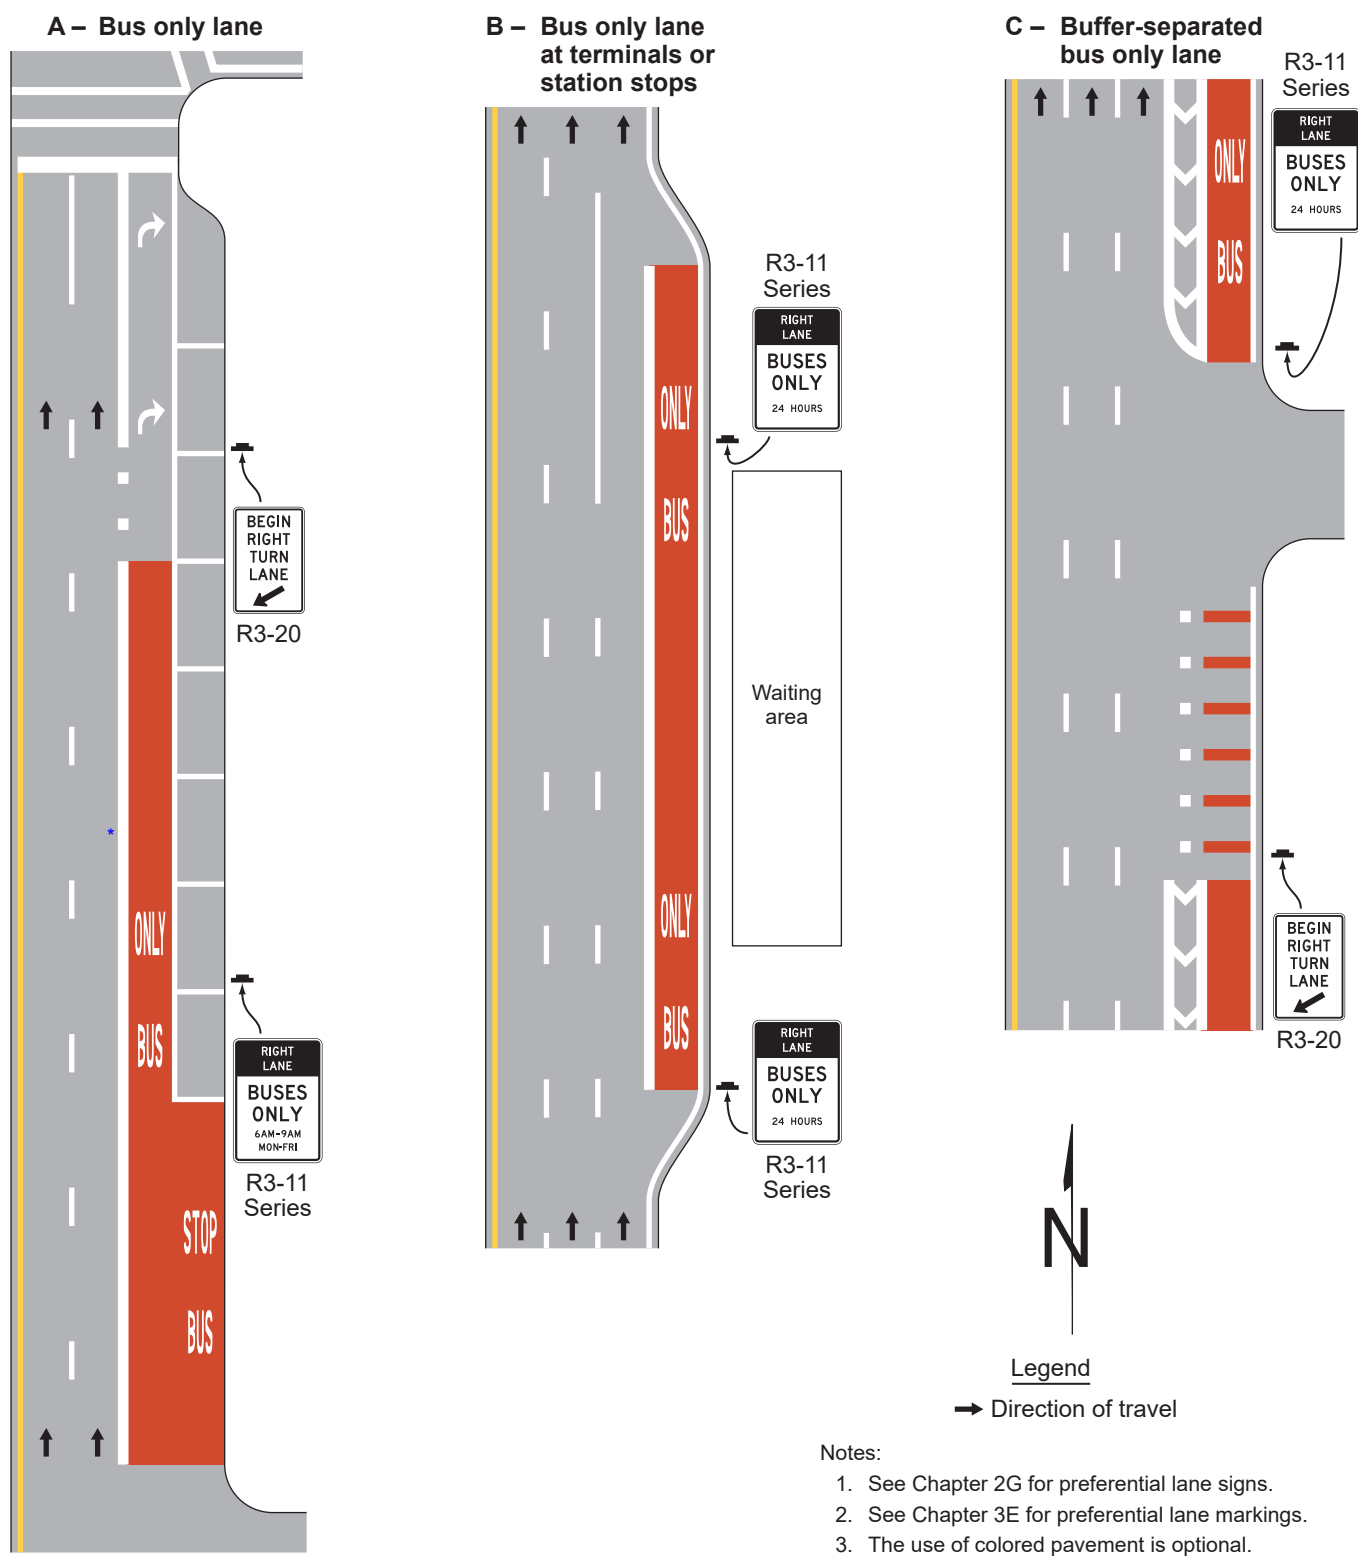 A – Bus only lane
ONLY
BUS
STOP
BUS
BEGIN
RIGHT
TURN
LANE
R3-20
*
RIGHT
LANE
BUSES
ONLY
6AM-9AM
MON-FRI
R3-11
Series
B – Bus only lane
at terminals or
station stops
R3-11
Series
RIGHT
LANE
BUSES
ONLY
24 HOURS
ONLY
BUS
Waiting
area
ONLY
BUS
RIGHT
LANE
BUSES
ONLY
24 HOURS
R3-11
Series
C – Buffer-separated
bus only lane
R3-11
Series
RIGHT
LANE
BUSES
ONLY
24 HOURS
ONLY
BUS
BEGIN
RIGHT
TURN
LANE
R3-20
N
Legend
Direction of travel
Notes:
1. See Chapter 2G for preferential lane signs.
2. See Chapter 3E for preferential lane markings.
3. The use of colored pavement is optional.